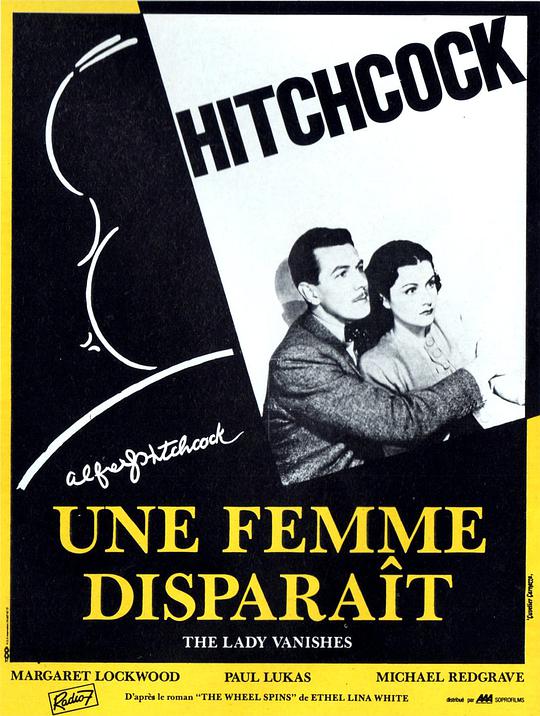 HITCHCOCK
alfred Hitchcock
UNE FEMME
DISPARAÎT
THE LADY VANISHES
MARGARET LOCKWOOD PAUL LUKAS MICHAEL REDGRAVE
Radio 7
D'après le roman "THE WHEEL SPINS" de ETHEL LINA WHITE
distribué par AAA SOPROFILMS